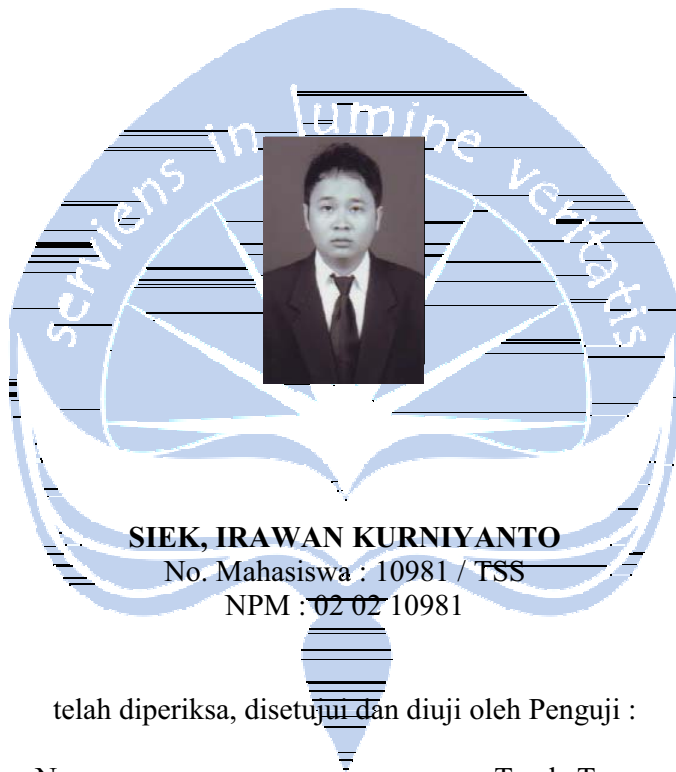 serviens in lumine veritatis
SIEK, IRAWAN KURNIYANTO
No. Mahasiswa : 10981 / TSS
NPM : 02 02 10981
telah diperiksa, disetujui dan diuji oleh Penguji :